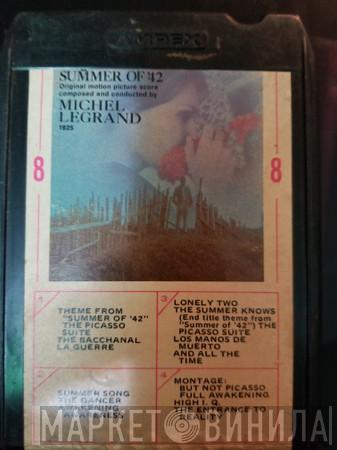 AMPEX
SUMMER OF '42
Original motion picture score
composed and conducted by
MICHEL
LEGRAND
1925
8
8
1
THEME FROM
"SUMMER OF '42"
THE PICASSO
SUITE
THE BACCHANAL
LA GUERRE
3
LONELY TWO
THE SUMMER KNOWS
(End title theme from
"Summer of '42") THE
PICASSO SUITE
LOS MANOS DE
MUERTO
AND ALL THE
TIME
2
SUMMER SONG
THE DANCER
AWAKENING
AWARENESS
4
MONTAGE:
BUT NOT PICASSO
FULL AWAKENING
HIGH I. Q.
THE ENTRANCE TO
REALITY
МАРКЕТ ВИНИЛА